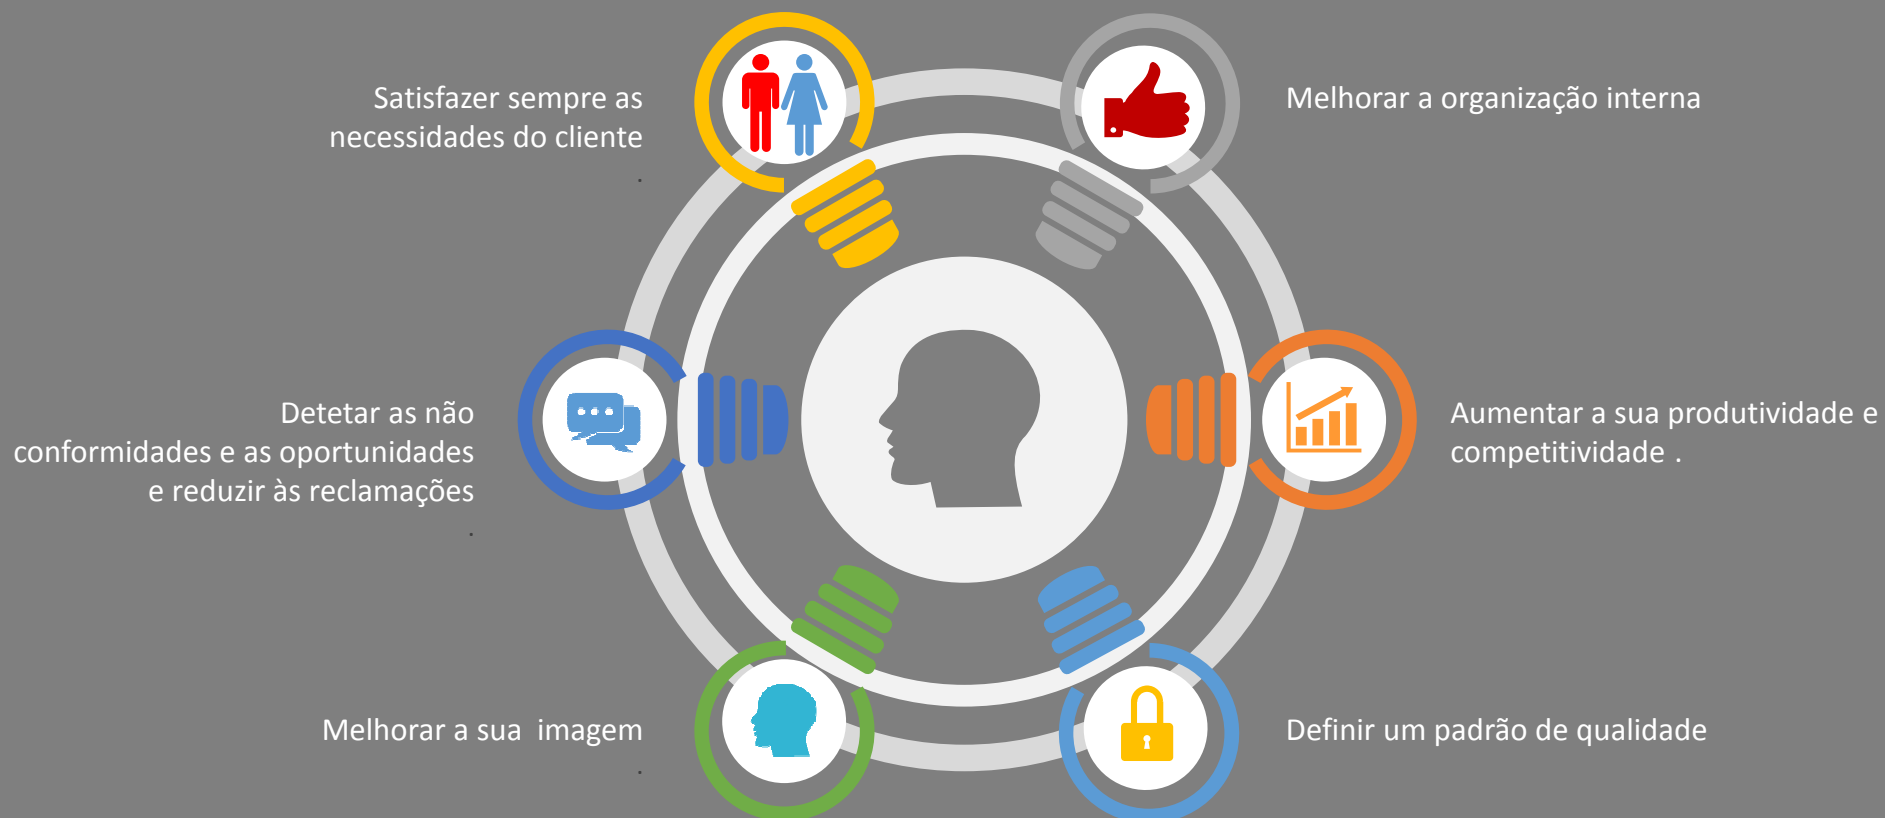 Satisfazer sempre as
necessidades do cliente
.
Melhorar a organização interna
Detetar as não
conformidades e as oportunidades
e reduzir às reclamações
.
Aumentar a sua produtividade e
competitividade .
Melhorar a sua  imagem
.
Definir um padrão de qualidade